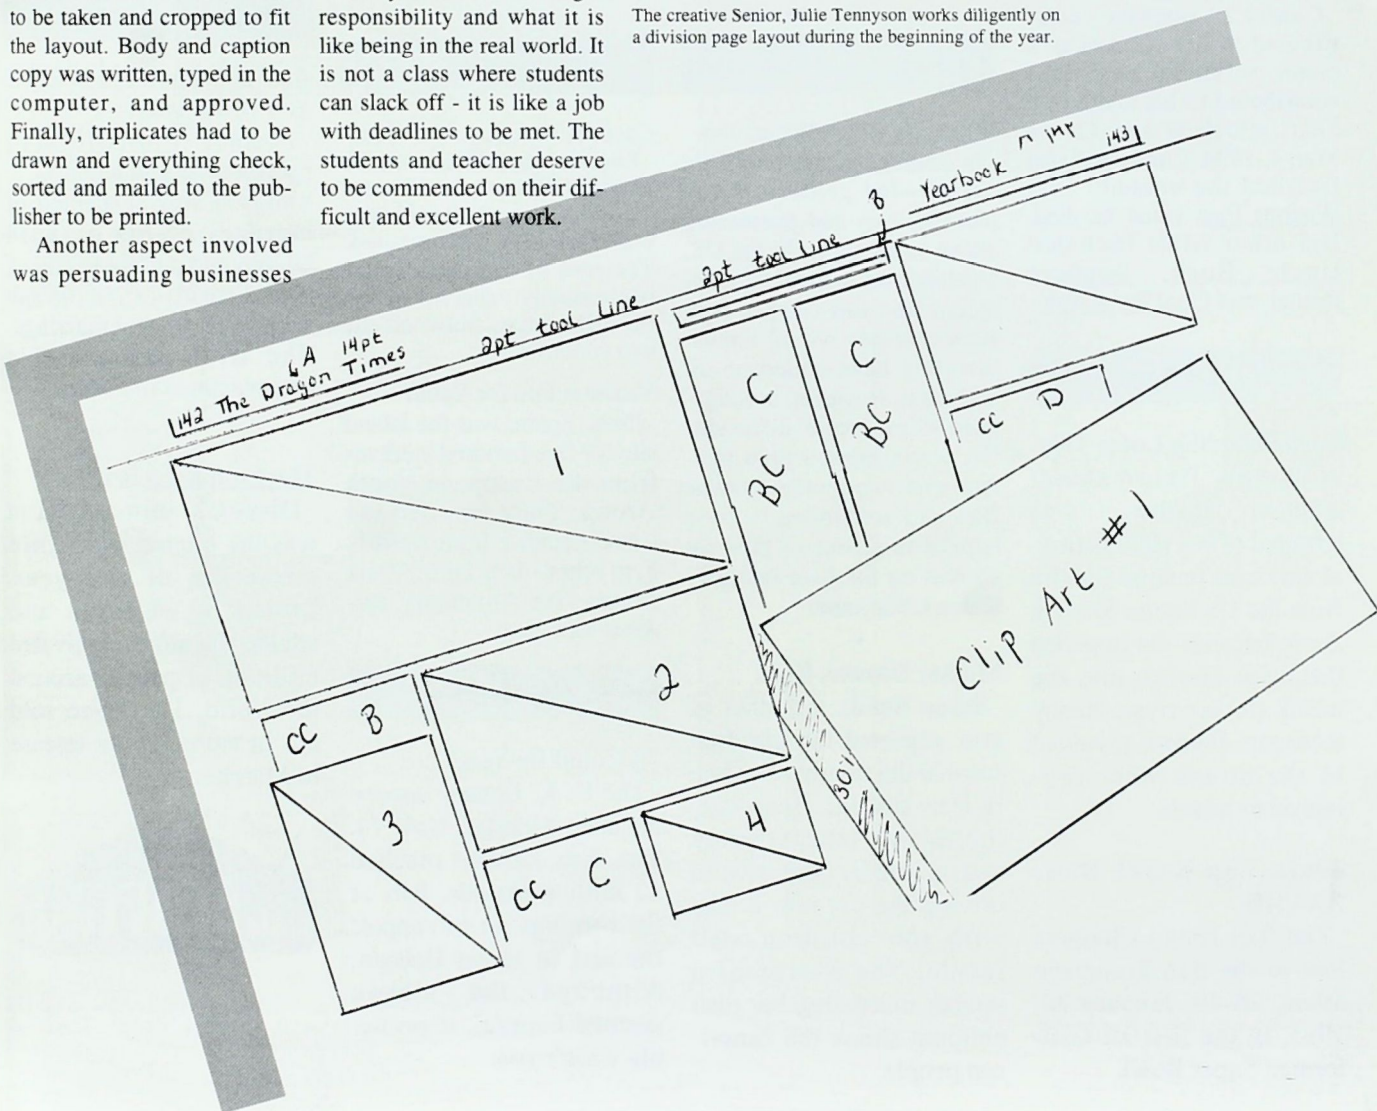 to be taken and cropped to fit
the layout. Body and caption
copy was written, typed in the
computer, and approved.
Finally, triplicates had to be
drawn and everything check,
sorted and mailed to the pub-
lisher to be printed.
Another aspect involved
was persuading businesses
responsibility and what it is
like being in the real world. It
is not a class where students
can slack off - it is like a job
with deadlines to be met. The
students and teacher deserve
to be commended on their dif-
ficult and excellent work.
The creative Senior, Julie Tennyson works diligently on
a division page layout during the beginning of the year.
A 14pt
142 The Dragon Times
2pt tool line
2pt tool line
Yearbook
143
1
C
BC
C
BC
CC D
Clip Art #1
CC B
2
3
CC C
4
30%